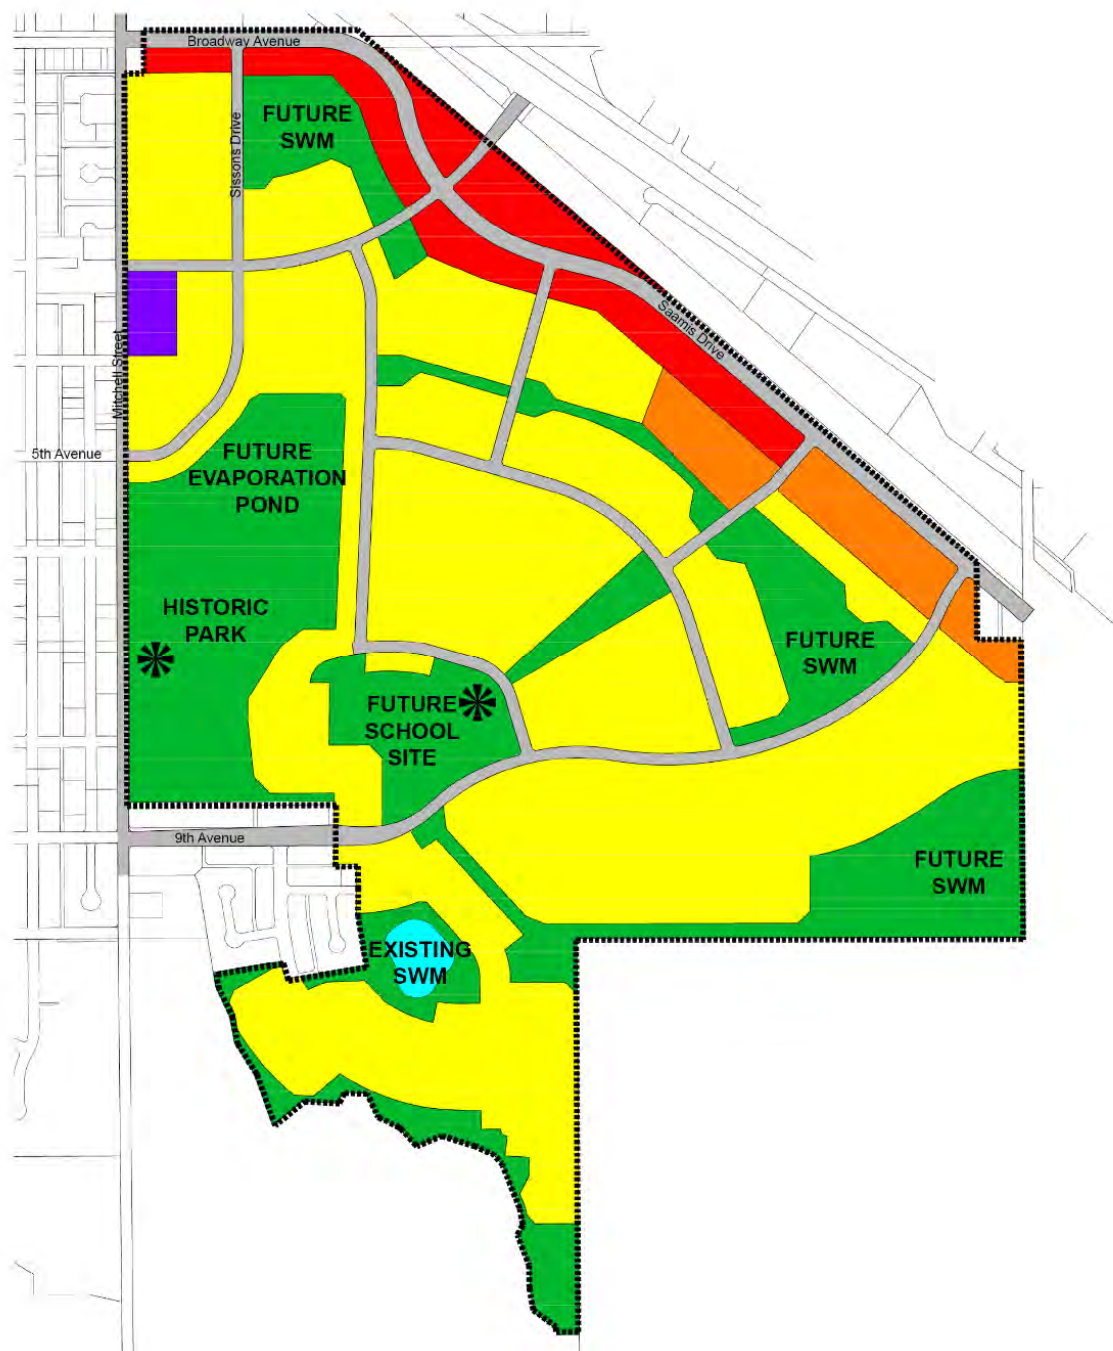 Broadway Avenue
FUTURE
SWM
Sissons Drive
Saamis Drive
Mitchell Street
5th Avenue
FUTURE
EVAPORATION
POND
HISTORIC
PARK
FUTURE
SWM
FUTURE
SCHOOL
SITE
9th Avenue
FUTURE
SWM
EXISTING
SWM